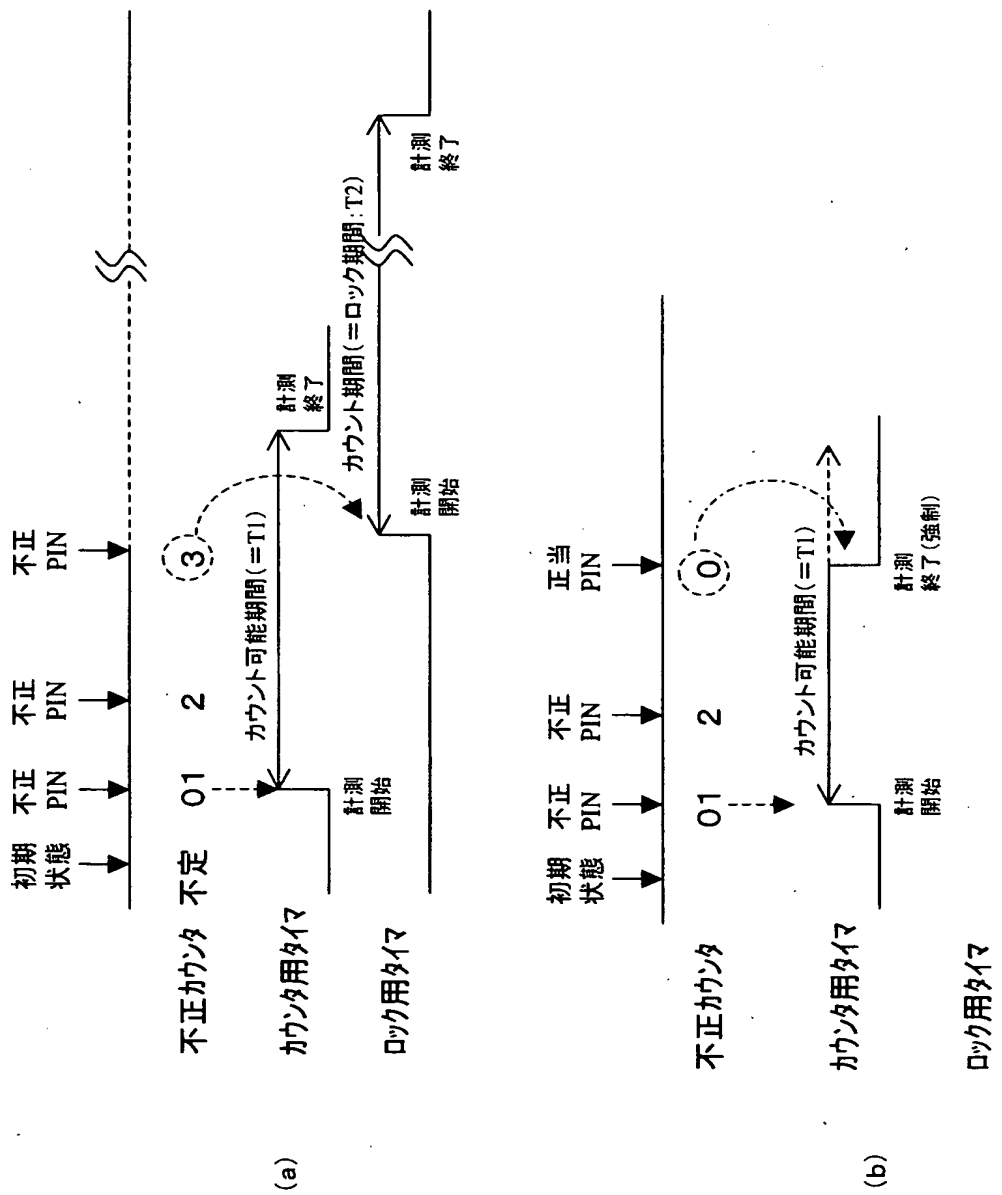 初期
状態
不正
PIN
不正
PIN
不正
PIN
不正カウンタ 不定 01 2 3
カウンタ用タイマ
カウント可能期間(=T1)
計測
開始
計測
終了
ロック用タイマ
カウント期間(=ロック期間:T2)
計測
開始
計測
終了
(a)
初期
状態
不正
PIN
不正
PIN
正当
PIN
不正カウンタ 01 2 0
カウンタ用タイマ
カウント可能期間(=T1)
計測
開始
計測
終了(強制)
ロック用タイマ
(b)